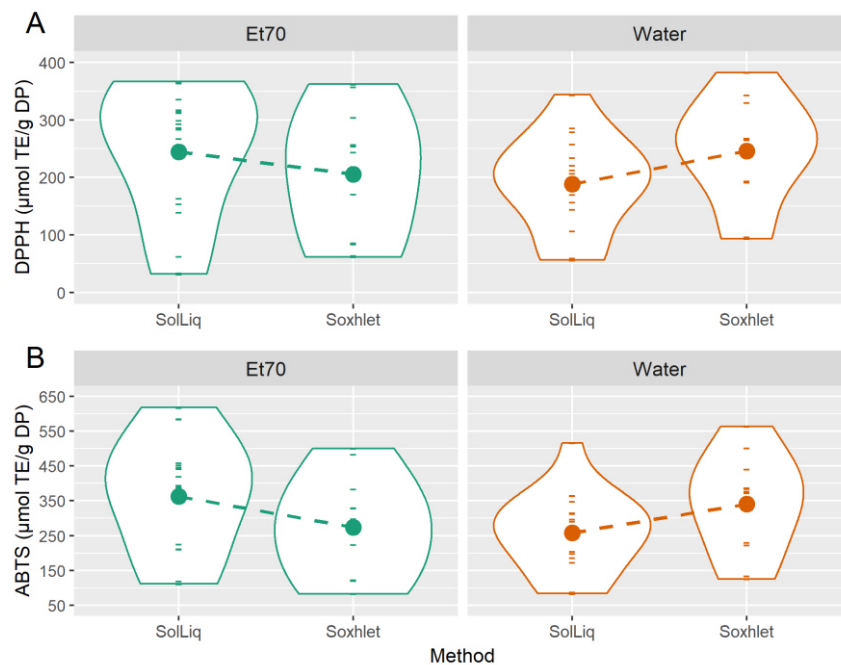 A
Et70
Water
DPPH (µmol TE/g DP)
400
300
200
100
0
SolLiq
Soxhlet
SolLiq
Soxhlet
B
Et70
Water
ABTS (µmol TE/g DP)
650
550
450
350
250
150
50
SolLiq
Soxhlet
SolLiq
Soxhlet
Method